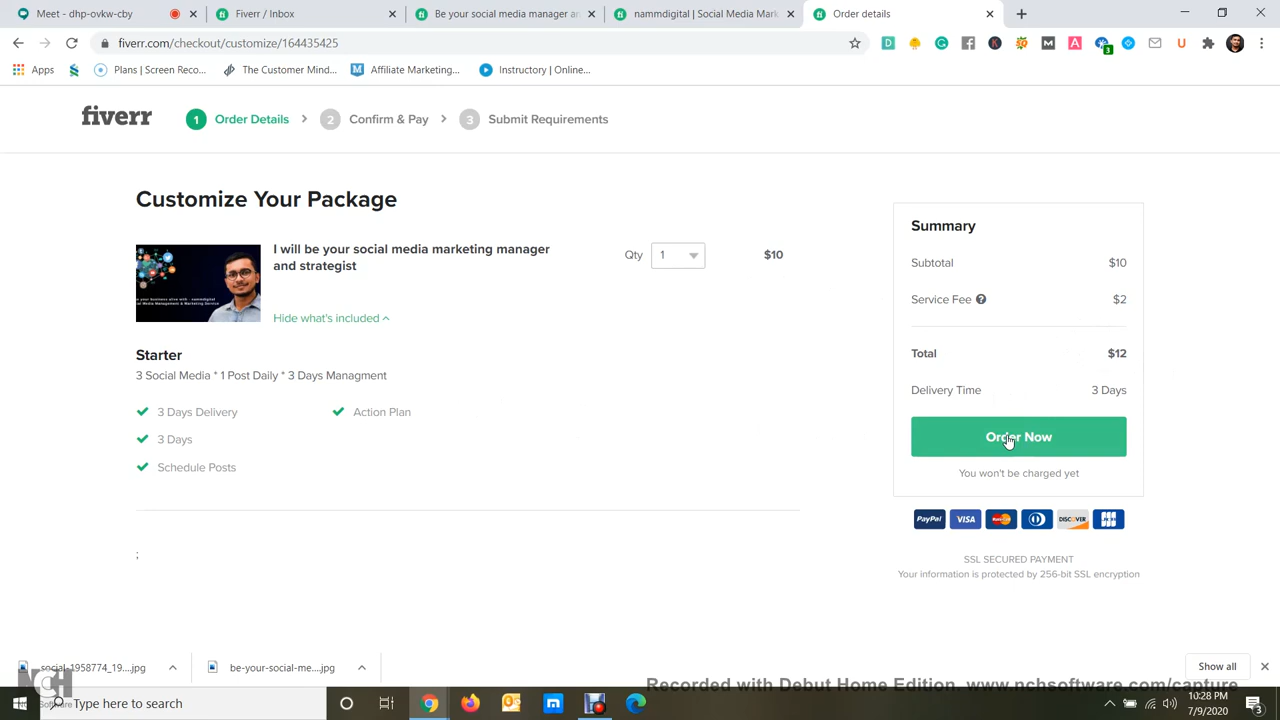 Meet - dhp-ovkw-
Fiverr / Inbox
Be your social media manager an
namrndigital | Social Media Mark
Order details
fiverr.com/checkout/customize/164435425
Apps
Plans | Screen Reco...
The Customer Mind...
Affiliate Marketing...
Instructory | Online...
fiverr
1 Order Details
2 Confirm & Pay
3 Submit Requirements
Customize Your Package
I will be your social media marketing manager
and strategist
Qty 1 $10
Hide what's included
Starter
3 Social Media * 1 Post Daily * 3 Days Managment
3 Days Delivery
Action Plan
3 Days
Schedule Posts
;
Summary
Subtotal $10
Service Fee $2
Total $12
Delivery Time 3 Days
Order Now
You won't be charged yet
PayPal VISA DISCOVER
SSL SECURED PAYMENT
Your information is protected by 256-bit SSL encryption
social-1958774_19....jpg
be-your-social-me....jpg
Show all
Recorded with Debut Home Edition. www.nchsoftware.com/capture
NCH Software
Type here to search
10:28 PM
7/9/2020